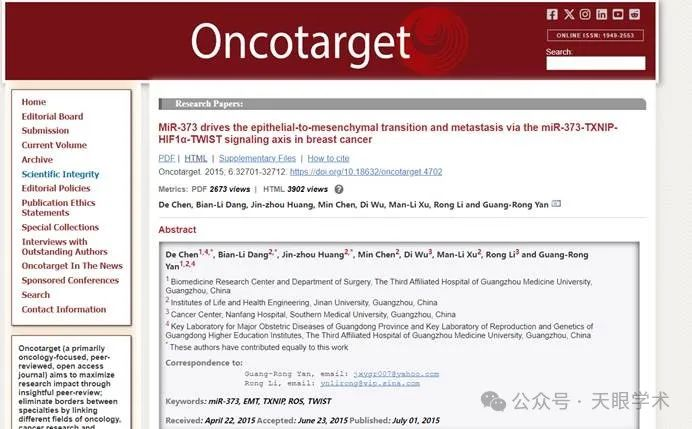 Oncotarget
ONLINE ISSN: 1949-2553
Search:
Home
Editorial Board
Submission
Current Volume
Archive
Scientific Integrity
Editorial Policies
Publication Ethics
Statements
Special Collections
Interviews with
Outstanding Authors
Oncotarget In The News
Sponsored Conferences
Search
Contact Information
Oncotarget (a primarily
oncology-focused, peer-
reviewed, open access
journal) aims to maximize
research impact through
insightful peer-review;
eliminate borders between
specialties by linking
different fields of oncology,
cancer research and
Research Papers:
MiR-373 drives the epithelial-to-mesenchymal transition and metastasis via the miR-373-TXNIP-
HIF1α-TWIST signaling axis in breast cancer
PDF | HTML | Supplementary Files | How to cite
Oncotarget. 2015; 6:32701-32712. https://doi.org/10.18632/oncotarget.4702
Metrics: PDF 2673 views | HTML 3902 views ?
De Chen, Bian-Li Dang, Jin-zhou Huang, Min Chen, Di Wu, Man-Li Xu, Rong Li and Guang-Rong Yan
Abstract
De Chen1,4,*, Bian-Li Dang2,*, Jin-zhou Huang2,*, Min Chen2, Di Wu3, Man-Li Xu2, Rong Li3 and Guang-Rong
Yan1,2,4
1 Biomedicine Research Center and Department of Surgery, The Third Affiliated Hospital of Guangzhou Medicine University,
Guangzhou, China
2 Institutes of Life and Health Engineering, Jinan University, Guangzhou, China
3 Cancer Center, Nanfang Hospital, Southern Medical University, Guangzhou, China
4 Key Laboratory for Major Obstetric Diseases of Guangdong Province and Key Laboratory of Reproduction and Genetics of
Guangdong Higher Education Institutes, The Third Affiliated Hospital of Guangzhou Medicine University, Guangzhou, China
* These authors have contributed equally to this work
Correspondence to:
Guang-Rong Yan, email: jxygr007@yahoo.com
Rong Li, email: ynlirong@vip.sina.com
Keywords: miR-373, EMT, TXNIP, ROS, TWIST
Received: April 22, 2015 Accepted: June 23, 2015 Published: July 01, 2015
公众号 · 天眼学术